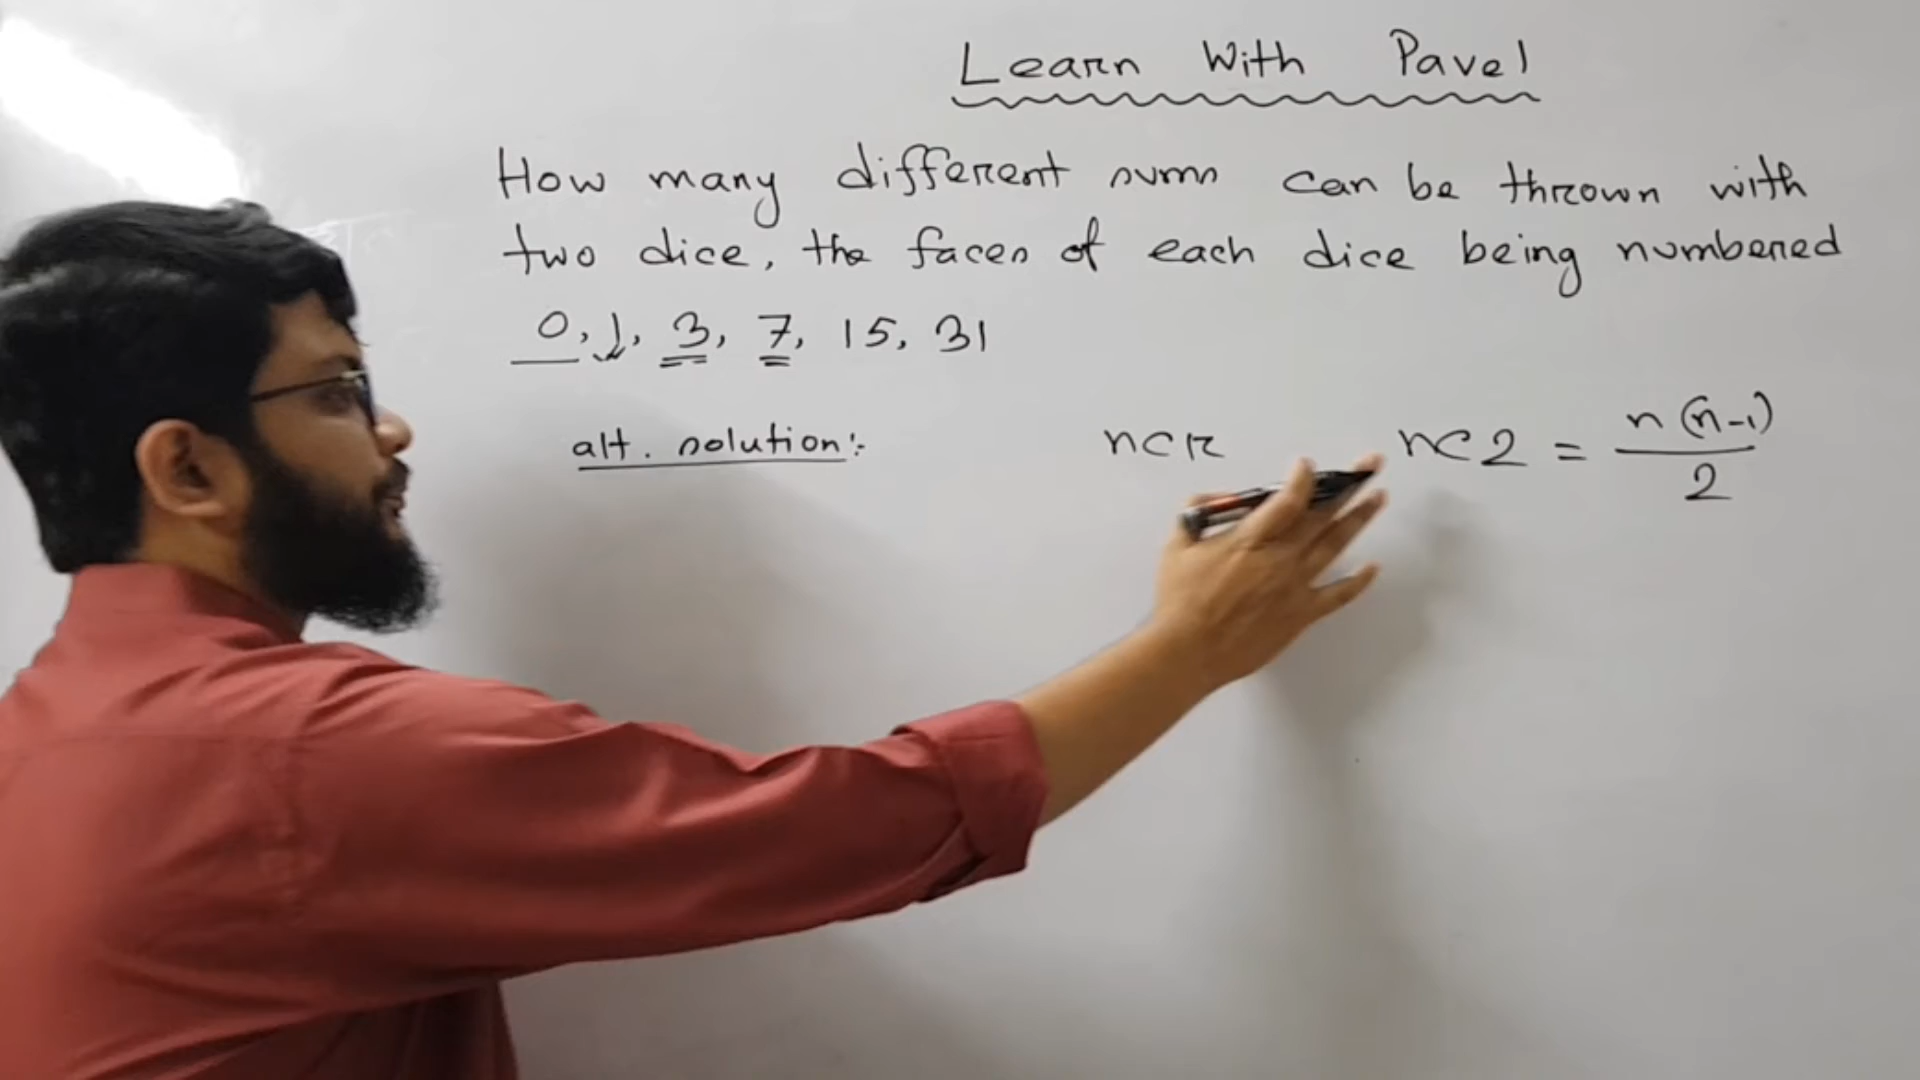 Learn With Pavel
How many different sums can be thrown with
two dice, the faces of each dice being numbered
0, 1, 3, 7, 15, 31
alt. solution:-
nCr nC2 = n(n-1)
2